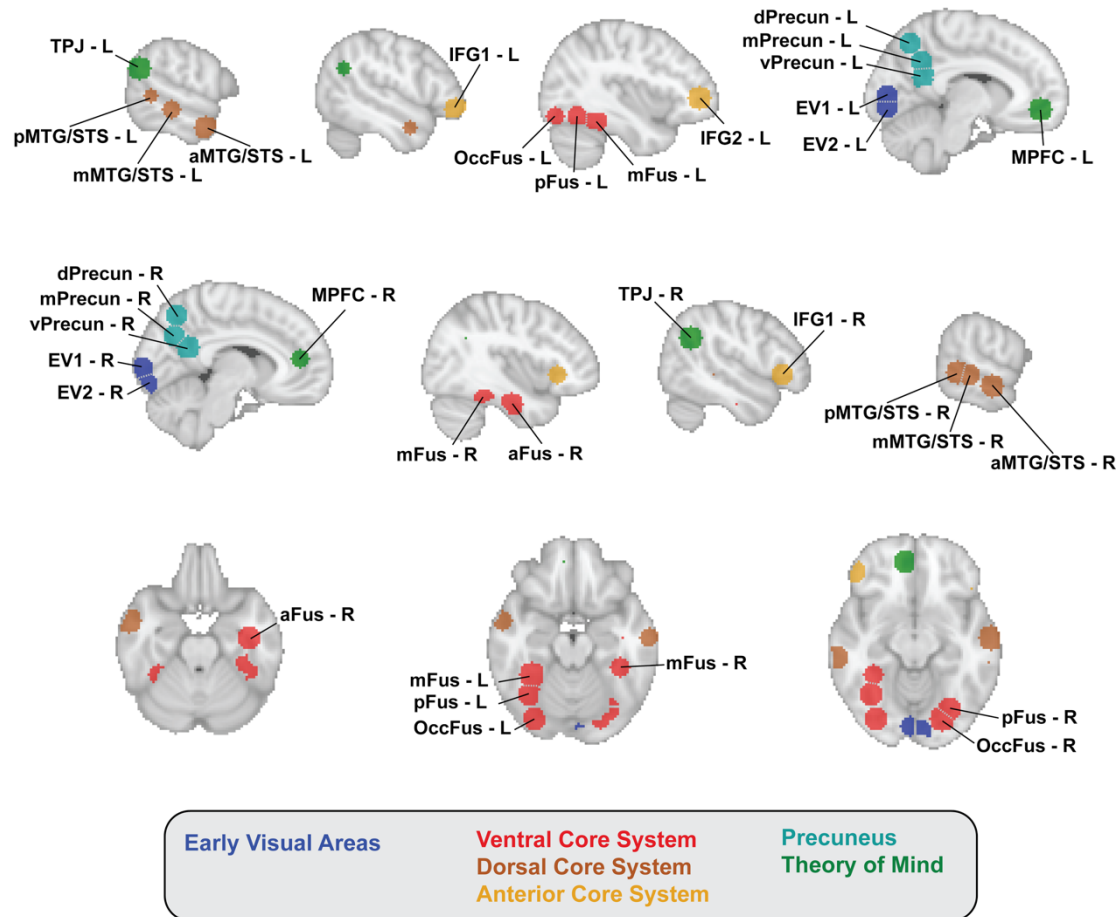 TPJ - L
pMTG/STS - L
mMTG/STS - L
aMTG/STS - L
IFG1 - L
OccFus - L
pFus - L
mFus - L
IFG2 - L
dPrecun - L
mPrecun - L
vPrecun - L
EV1 - L
EV2 - L
MPFC - L
dPrecun - R
mPrecun - R
vPrecun - R
EV1 - R
EV2 - R
MPFC - R
mFus - R
aFus - R
TPJ - R
IFG1 - R
pMTG/STS - R
mMTG/STS - R
aMTG/STS - R
aFus - R
mFus - L
pFus - L
OccFus - L
mFus - R
pFus - R
OccFus - R
Early Visual Areas
Ventral Core System
Dorsal Core System
Anterior Core System
Precuneus
Theory of Mind